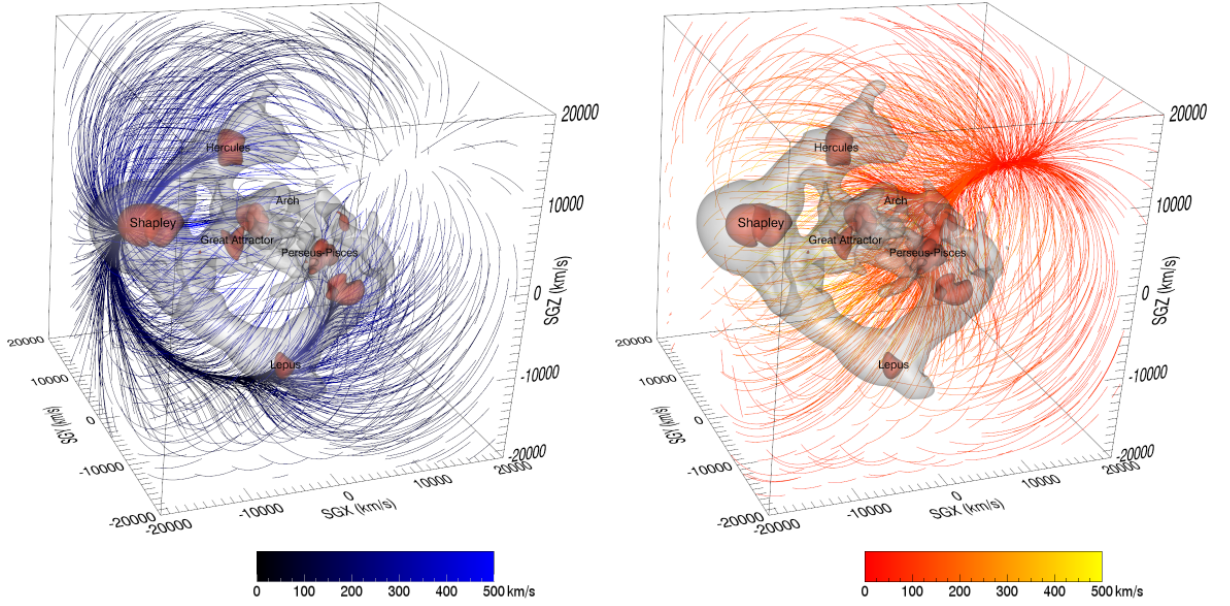 Hercules
Shapley
Arch
Great Attractor
Perseus-Pisces
Lepus
20000
10000
0
-10000
-20000
SGZ (km/s)
20000
10000
0
-10000
-20000
SGY (km/s)
-20000
-10000
0
10000
20000
SGX (km/s)
0 100 200 300 400 500 km/s
Hercules
Shapley
Arch
Great Attractor
Perseus-Pisces
Lepus
20000
10000
0
-10000
-20000
SGZ (km/s)
20000
10000
0
-10000
-20000
SGY (km/s)
-20000
-10000
0
10000
20000
SGX (km/s)
0 100 200 300 400 500 km/s